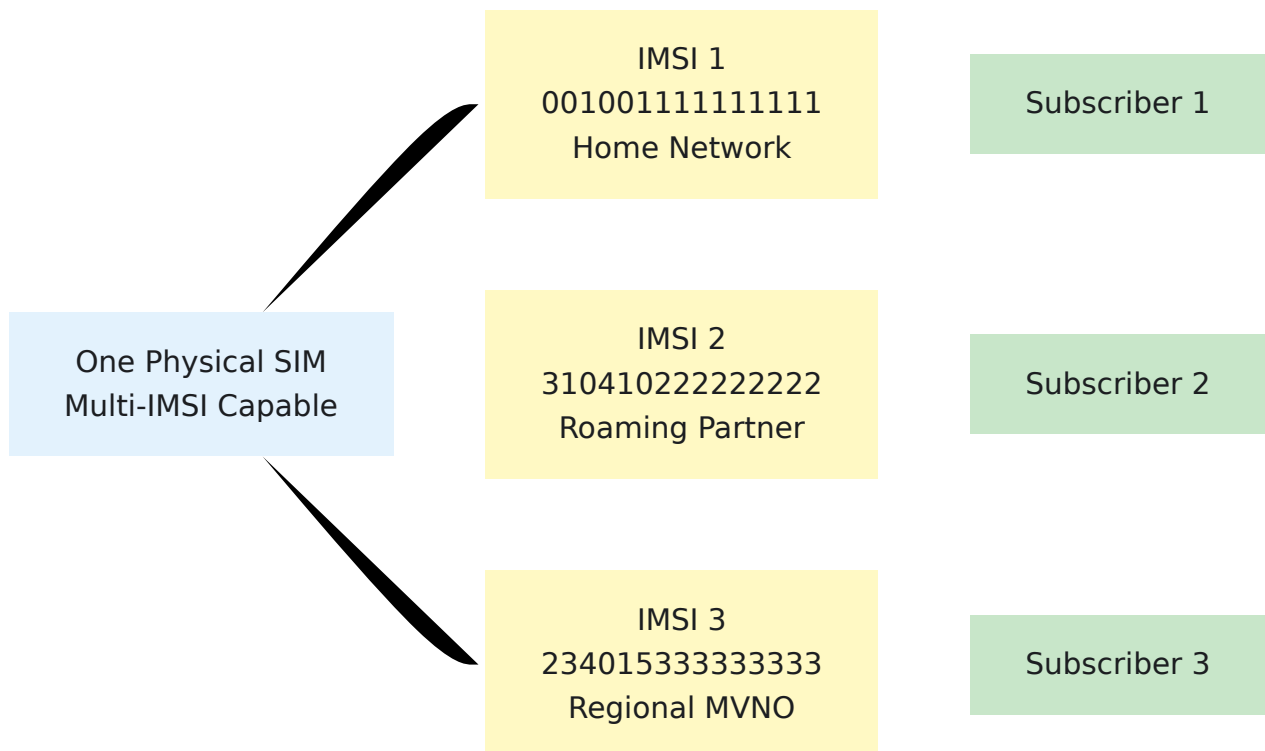 One Physical SIM
Multi-IMSI Capable
IMSI 1
001001111111111
Home Network
Subscriber 1
IMSI 2
310410222222222
Roaming Partner
Subscriber 2
IMSI 3
234015333333333
Regional MVNO
Subscriber 3